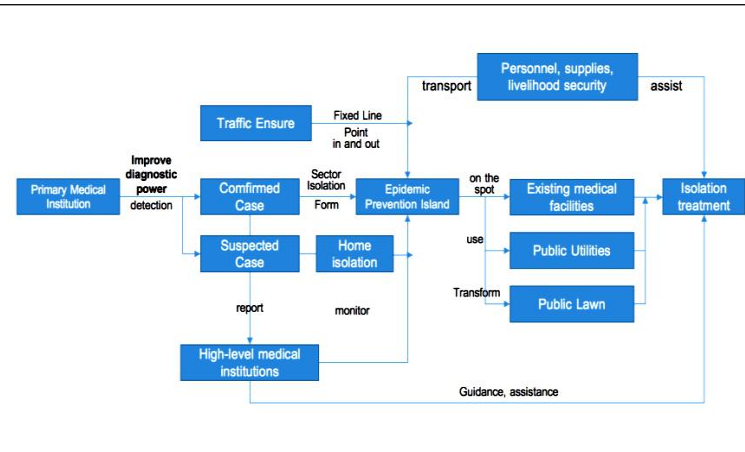 Personnel, supplies,
livelihood security
transport
assist
Traffic Ensure
Fixed Line
Point
in and out
Improve
diagnostic
power
detection
Primary Medical
Institution
Comfirmed
Case
Sector
Isolation
Form
Epidemic
Prevention Island
on the
spot
Existing medical
facilities
Isolation
treatment
Suspected
Case
Home
isolation
use
Public Utilities
Transform
Public Lawn
report
monitor
High-level medical
institutions
Guidance, assistance